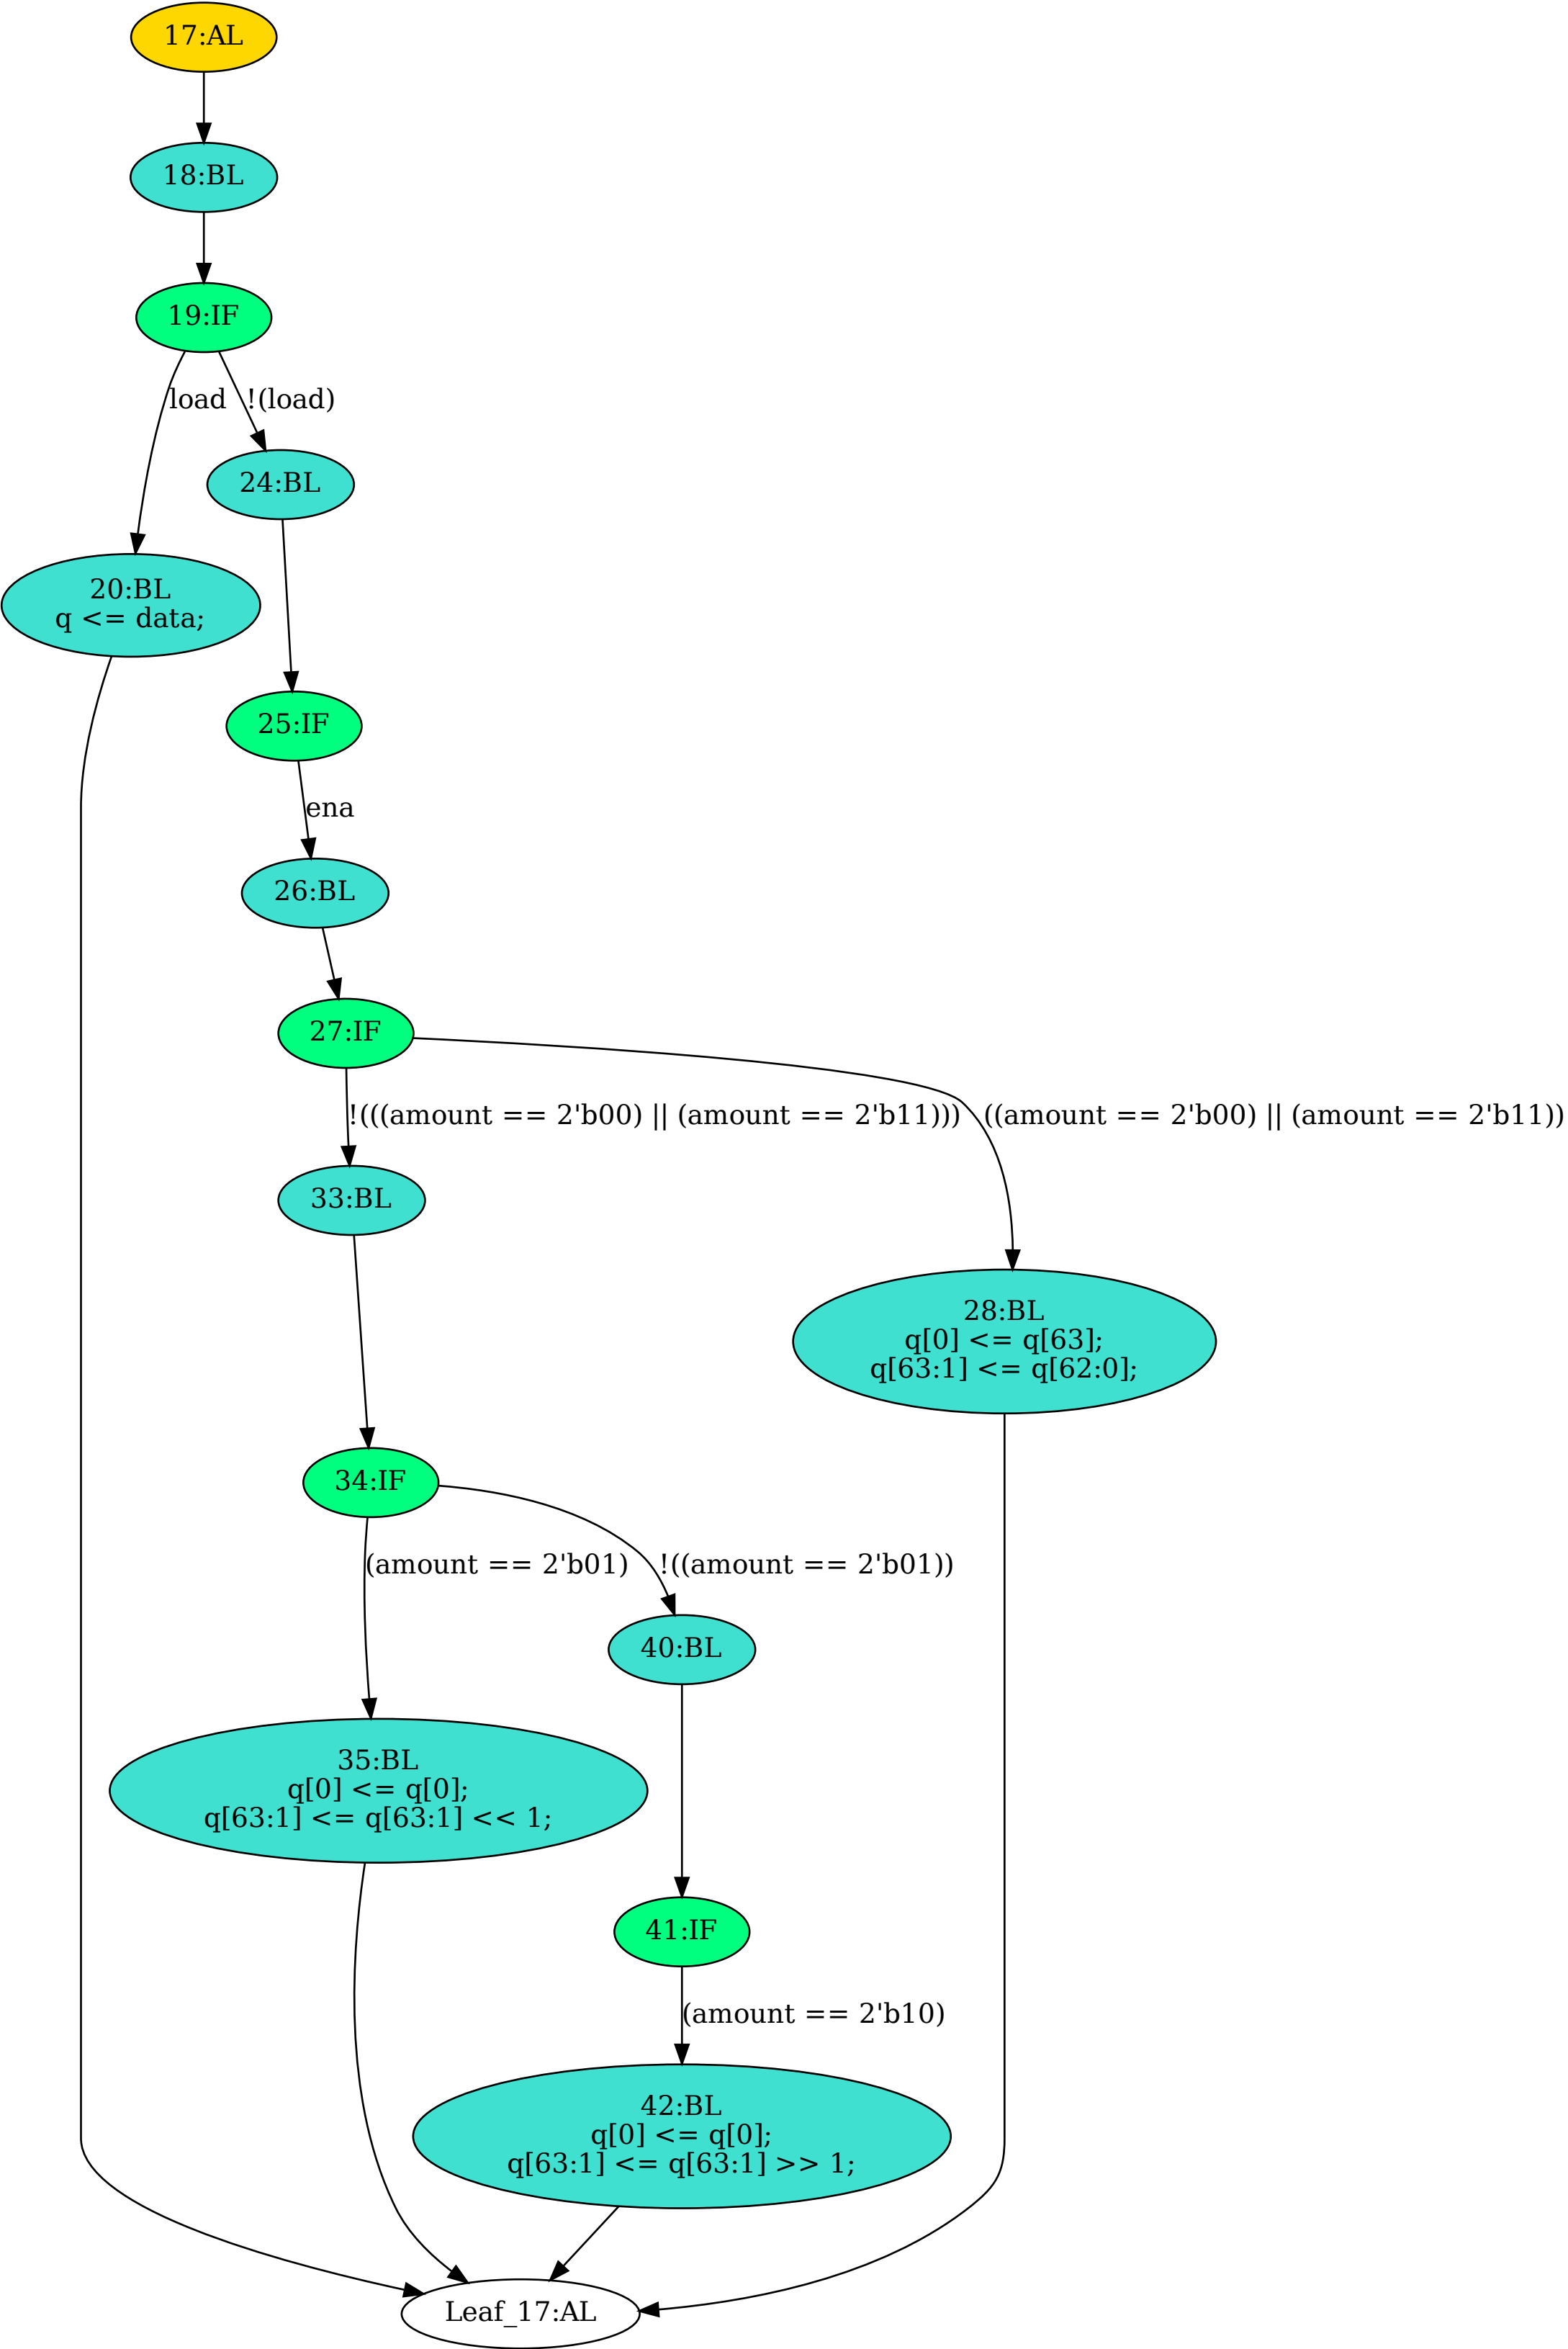 17:AL
18:BL
19:IF
load
!(load)
24:BL
20:BL
q <= data;
25:IF
ena
26:BL
27:IF
!(((amount == 2'b00) || (amount == 2'b11)))
((amount == 2'b00) || (amount == 2'b11))
33:BL
28:BL
q[0] <= q[63];
q[63:1] <= q[62:0];
34:IF
(amount == 2'b01)
!((amount == 2'b01))
40:BL
35:BL
q[0] <= q[0];
q[63:1] <= q[63:1] << 1;
41:IF
(amount == 2'b10)
42:BL
q[0] <= q[0];
q[63:1] <= q[63:1] >> 1;
Leaf_17:AL